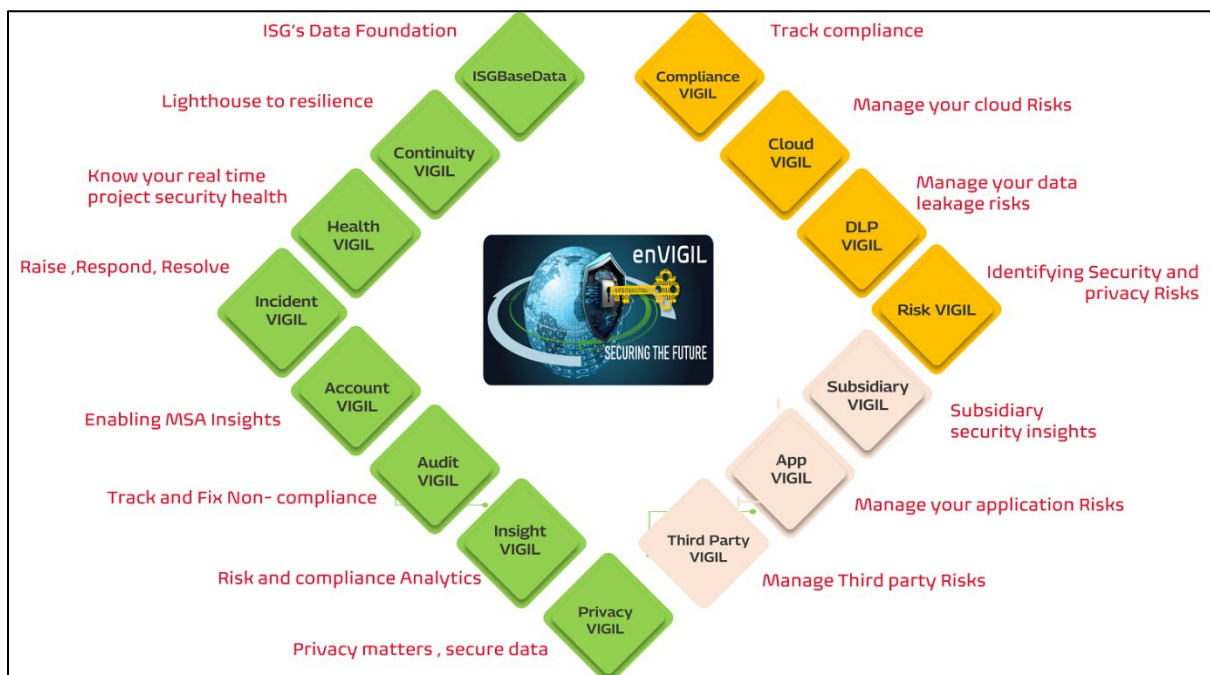 ISG's Data Foundation
ISGBaseData
Lighthouse to resilience
Continuity
VIGIL
Know your real time
project security health
Health
VIGIL
Raise ,Respond, Resolve
Incident
VIGIL
Account
VIGIL
Enabling MSA Insights
Audit
VIGIL
Track and Fix Non- compliance
Insight
VIGIL
Risk and compliance Analytics
Privacy
VIGIL
Privacy matters , secure data
enVIGIL
SECURING THE FUTURE
Compliance
VIGIL
Track compliance
Cloud
VIGIL
Manage your cloud Risks
DLP
VIGIL
Manage your data
leakage risks
Risk VIGIL
Identifying Security and
privacy Risks
Subsidiary
VIGIL
Subsidiary
security insights
App
VIGIL
Manage your application Risks
Third Party
VIGIL
Manage Third party Risks